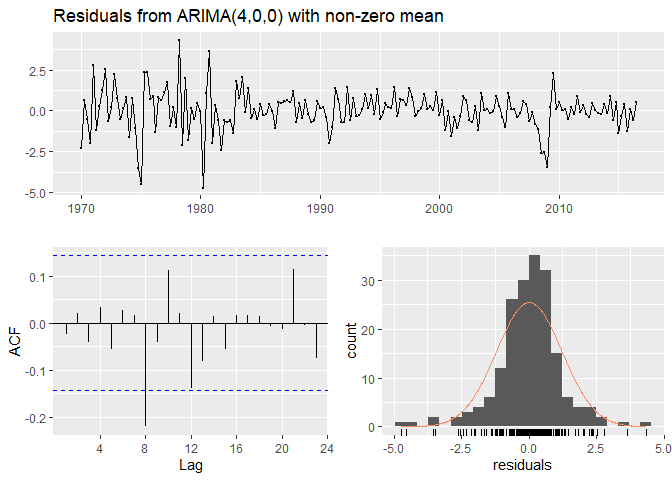 Residuals from ARIMA(4,0,0) with non-zero mean
2.5
0.0
-2.5
-5.0
1970 1980 1990 2000 2010
0.1
0.0
-0.1
-0.2
ACF
4 8 12 16 20 24
Lag
30
20
10
0
count
-5.0 -2.5 0.0 2.5 5.0
residuals